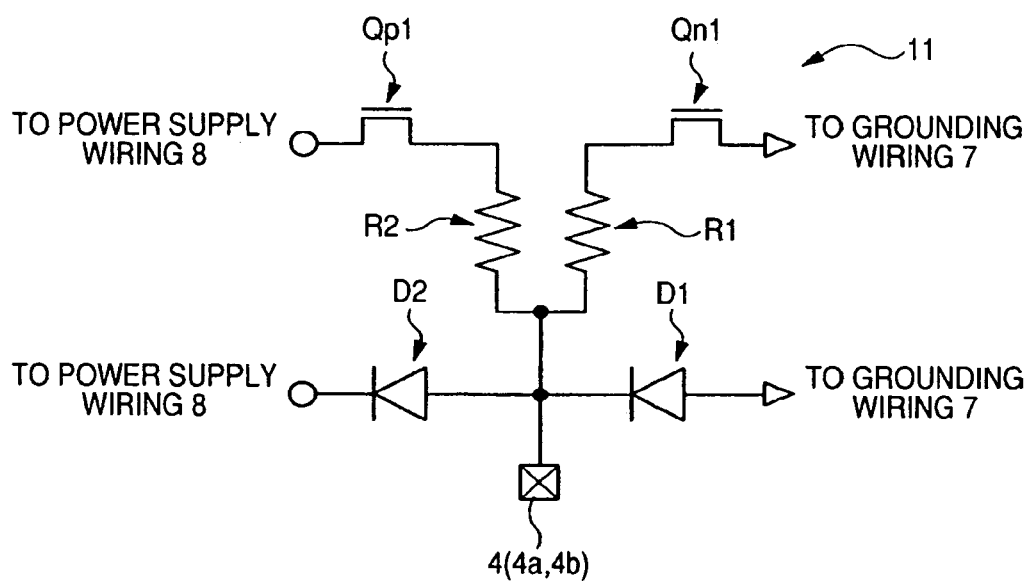 Qp1
Qn1
11
TO POWER SUPPLY
WIRING 8
TO GROUNDING
WIRING 7
R2
R1
D2
D1
TO POWER SUPPLY
WIRING 8
TO GROUNDING
WIRING 7
4(4a,4b)